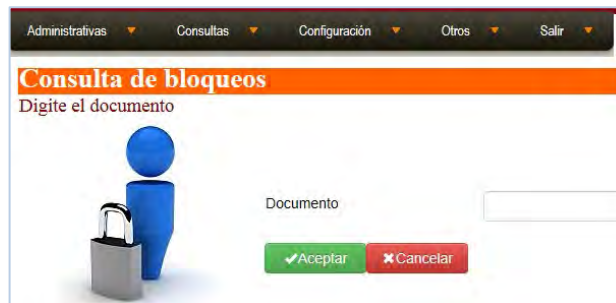 Administrativas Consultas Configuración Otros Salir
Consulta de bloqueos
Digite el documento
Documento
Aceptar Cancelar